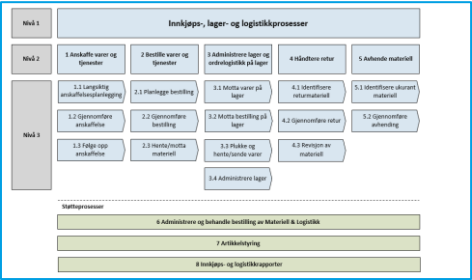 Nivå 1
Innkjøps-, lager- og logistikkprosesser
Nivå 2
1 Anskaffe varer og
tjenester
2 Bestille varer og
tjenester
3 Administrere lager og
ordrelogistikk på lager
4 Håndtere retur
5 Avhende materiell
Nivå 3
1.1 Langsiktig
anskaffelsesplanlegging
2.1 Planlegge bestilling
3.1 Motta varer på
lager
4.1 Identifisere
returmateriell
5.1 Identifisere ukurant
materiell
1.2 Gjennomføre
anskaffelse
2.2 Gjennomføre
bestilling
3.2 Motta bestilling på
lager
4.2 Gjennomføre retur
5.2 Gjennomføre
avhending
1.3 Følge opp
anskaffelse
2.3 Hente/motta
materiell
3.3 Plukke og
hente/sende varer
4.3 Revisjon av
materiell
3.4 Administrere lager
Støtteprosesser
6 Administrere og behandle bestilling av Materiell & Logistikk
7 Artikkelstyring
8 Innkjøps- og logistikkrapporter